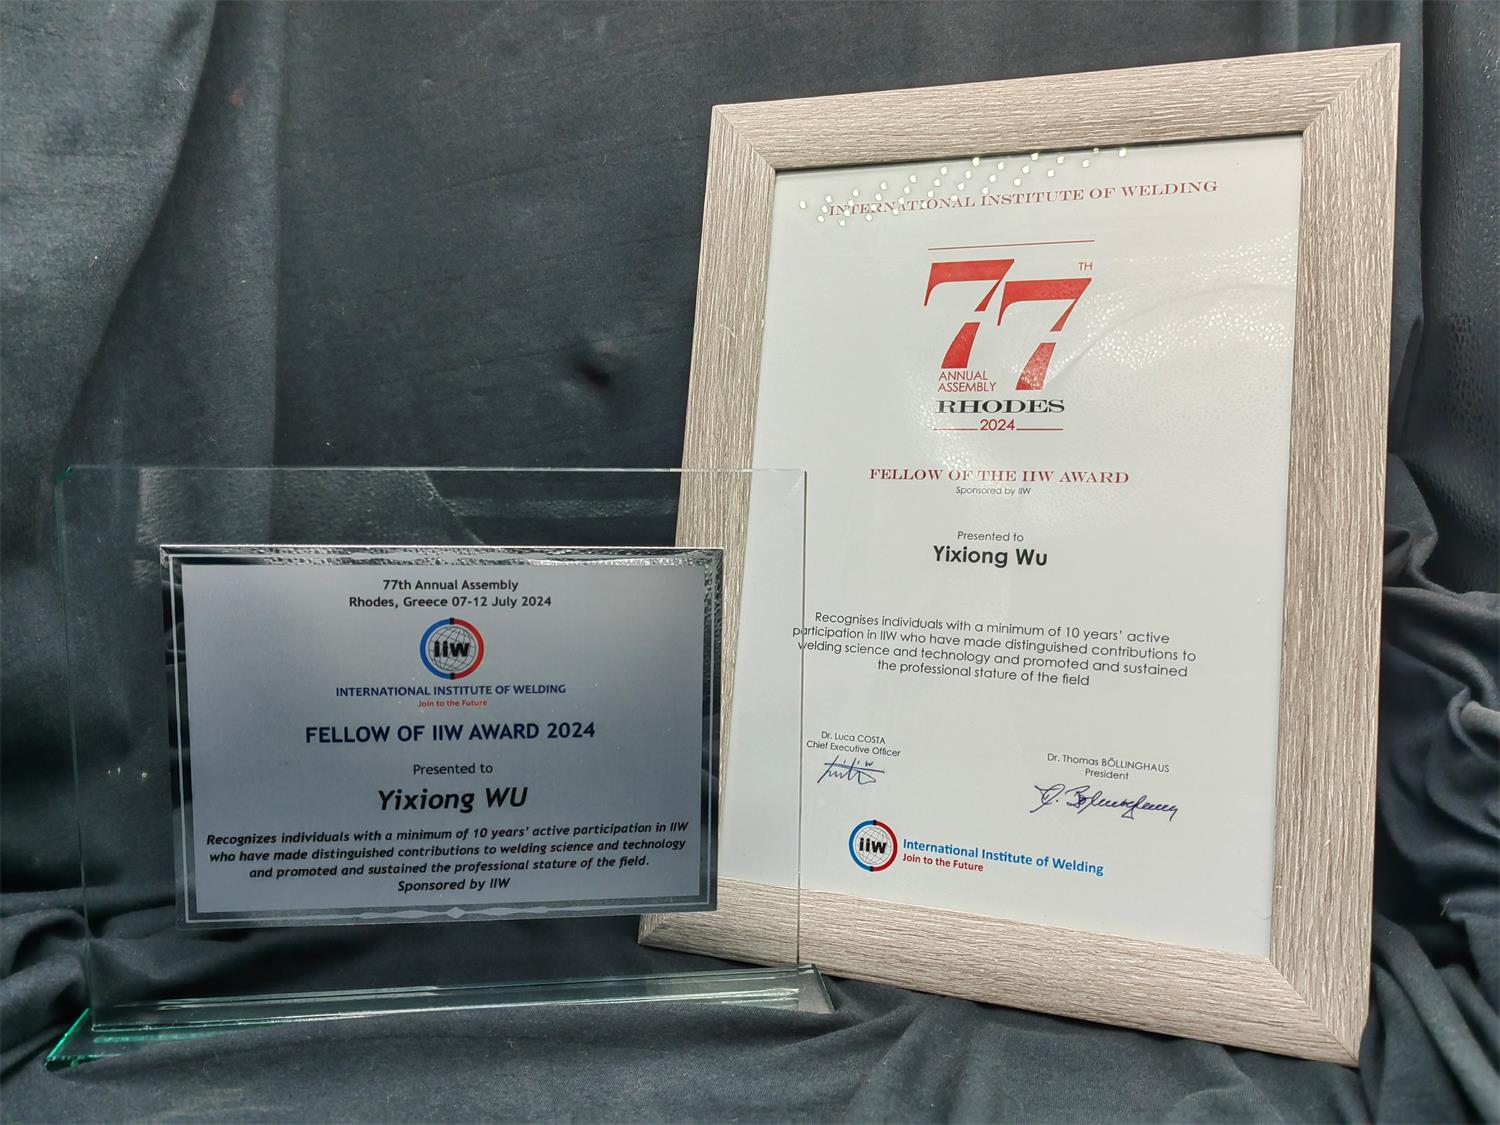 77th Annual Assembly
Rhodes, Greece 07-12 July 2024
iiw
INTERNATIONAL INSTITUTE OF WELDING
Join to the Future
FELLOW OF IIW AWARD 2024
Presented to
Yixiong WU
Recognizes individuals with a minimum of 10 years' active participation in IIW
who have made distinguished contributions to welding science and technology
and promoted and sustained the professional stature of the field.
Sponsored by IIW
INTERNATIONAL INSTITUTE OF WELDING
77TH
ANNUAL
ASSEMBLY
RHODES
2024
FELLOW OF THE IIW AWARD
Sponsored by IIW
Presented to
Yixiong Wu
Recognises individuals with a minimum of 10 years' active
participation in IIW who have made distinguished contributions to
welding science and technology and promoted and sustained
the professional stature of the field
Dr. Luca COSTA
Chief Executive Officer
Dr. Thomas BÖLLINGHAUS
President
iiw
International Institute of Welding
Join to the Future